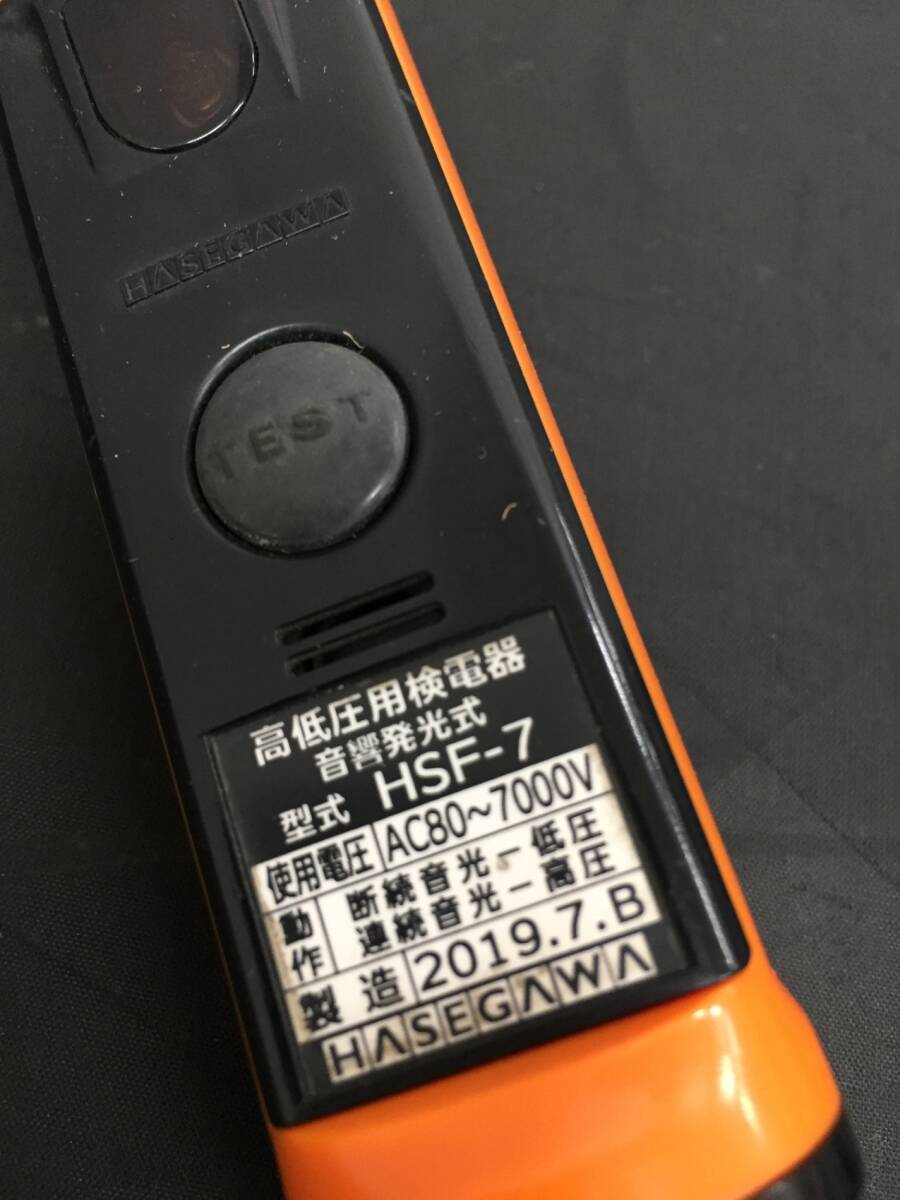 HASEGAWA
TEST
高低圧用検電器
音響発光式
型式 HSF-7
使用電圧 AC80~7000V
動作 断続音光-低圧
連続音光-高圧
製造 2019.7.B
HASEGAWA